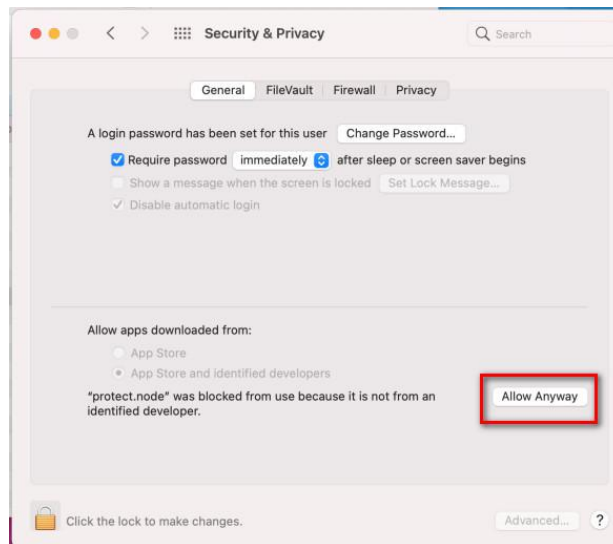 Security & Privacy
Search
General
FileVault
Firewall
Privacy
A login password has been set for this user
Change Password...
Require password
immediately
after sleep or screen saver begins
Show a message when the screen is locked
Set Lock Message...
Disable automatic login
Allow apps downloaded from:
App Store
App Store and identified developers
"protect.node" was blocked from use because it is not from an
identified developer.
Allow Anyway
Click the lock to make changes.
Advanced...
?